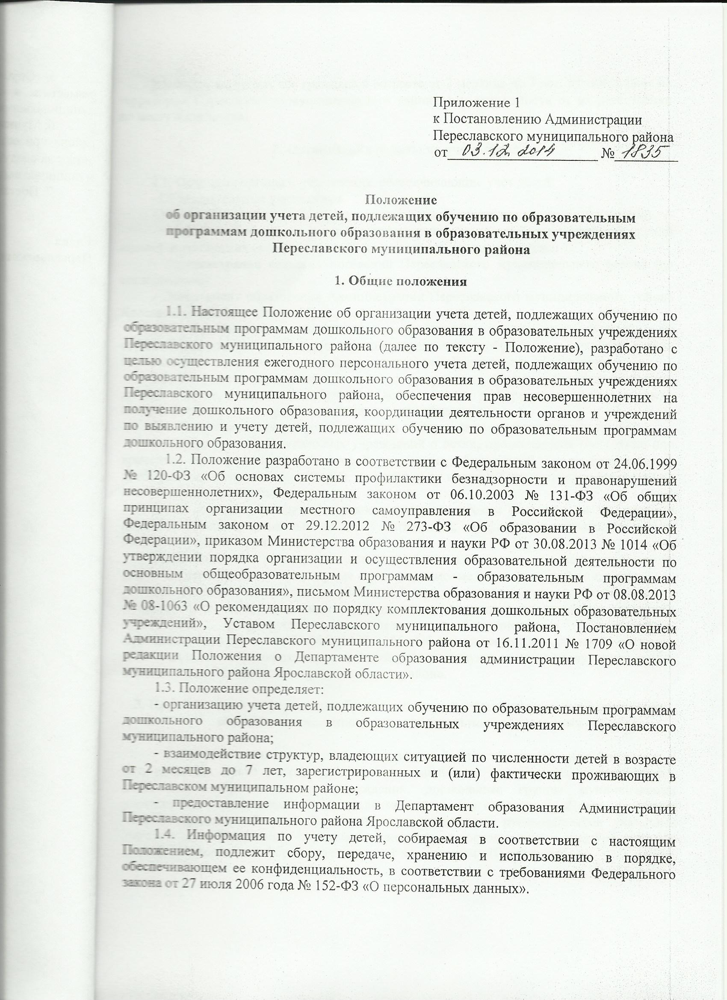 Приложение 1
к Постановлению Администрации
Переславского муниципального района
от 03.12.2014 № 1835
Положение
об организации учета детей, подлежащих обучению по образовательным
программам дошкольного образования в образовательных учреждениях
Переславского муниципального района
1. Общие положения
1.1. Настоящее Положение об организации учета детей, подлежащих обучению по
образовательным программам дошкольного образования в образовательных учреждениях
Переславского муниципального района (далее по тексту - Положение), разработано с
целью осуществления ежегодного персонального учета детей, подлежащих обучению по
образовательным программам дошкольного образования в образовательных учреждениях
Переславского муниципального района, обеспечения прав несовершеннолетних на
получение дошкольного образования, координации деятельности органов и учреждений
по выявлению и учету детей, подлежащих обучению по образовательным программам
дошкольного образования.
1.2. Положение разработано в соответствии с Федеральным законом от 24.06.1999
№ 120-ФЗ «Об основах системы профилактики безнадзорности и правонарушений
несовершеннолетних», Федеральным законом от 06.10.2003 № 131-ФЗ «Об общих
принципах организации местного самоуправления в Российской Федерации»,
Федеральным законом от 29.12.2012 № 273-ФЗ «Об образовании в Российской
Федерации», приказом Министерства образования и науки РФ от 30.08.2013 № 1014 «Об
утверждении порядка организации и осуществления образовательной деятельности по
основным общеобразовательным программам - образовательным программам
дошкольного образования», письмом Министерства образования и науки РФ от 08.08.2013
№ 08-1063 «О рекомендациях по порядку комплектования дошкольных образовательных
учреждений», Уставом Переславского муниципального района, Постановлением
Администрации Переславского муниципального района от 16.11.2011 № 1709 «О новой
редакции Положения о Департаменте образования администрации Переславского
муниципального района Ярославской области».
1.3. Положение определяет:
- организацию учета детей, подлежащих обучению по образовательным программам
дошкольного образования в образовательных учреждениях Переславского
муниципального района;
- взаимодействие структур, владеющих ситуацией по численности детей в возрасте
от 2 месяцев до 7 лет, зарегистрированных и (или) фактически проживающих в
Переславском муниципальном районе;
- предоставление информации в Департамент образования Администрации
Переславского муниципального района Ярославской области.
1.4. Информация по учету детей, собираемая в соответствии с настоящим
Положением, подлежит сбору, передаче, хранению и использованию в порядке,
обеспечивающем ее конфиденциальность, в соответствии с требованиями Федерального
закона от 27 июля 2006 года № 152-ФЗ «О персональных данных».